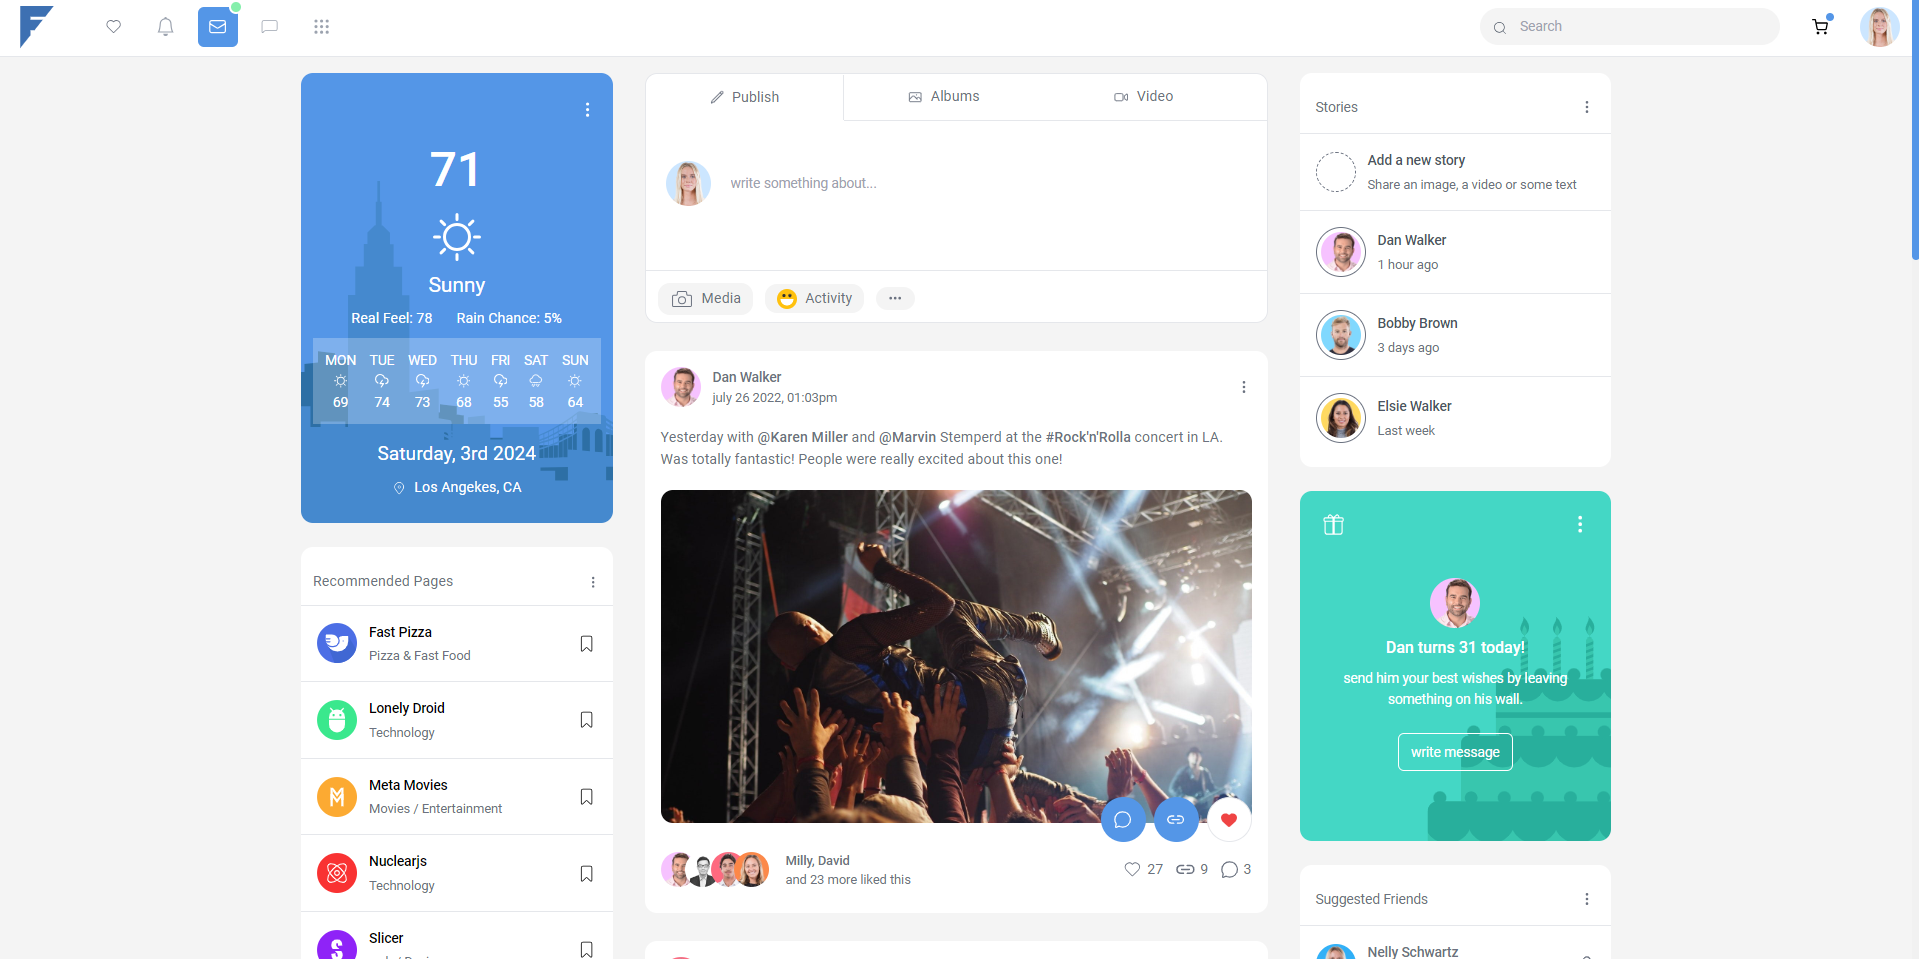 Search
71
Sunny
Real Feel: 78 Rain Chance: 5%
MON TUE WED THU FRI SAT SUN
69 74 73 68 55 58 64
Saturday, 3rd 2024
Los Angekes, CA
Recommended Pages
Fast Pizza
Pizza & Fast Food
Lonely Droid
Technology
Meta Movies
Movies / Entertainment
Nuclearjs
Technology
Slicer
Publish
Albums
Video
write something about...
Media
Activity
Dan Walker
july 26 2022, 01:03pm
Yesterday with @Karen Miller and @Marvin Stemperd at the #Rock'n'Rolla concert in LA.
Was totally fantastic! People were really excited about this one!
Milly, David
and 23 more liked this
27 9 3
Stories
Add a new story
Share an image, a video or some text
Dan Walker
1 hour ago
Bobby Brown
3 days ago
Elsie Walker
Last week
Dan turns 31 today!
send him your best wishes by leaving
something on his wall.
write message
Suggested Friends
Nelly Schwartz